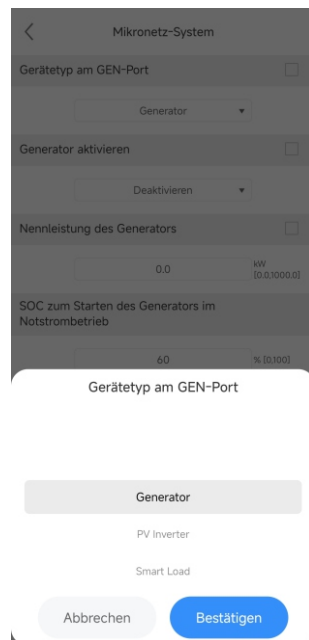 Mikronetz-System
Gerätetyp am GEN-Port
Generator
Generator aktivieren
Deaktivieren
Nennleistung des Generators
0.0
kW
[0.0,1000.0]
SOC zum Starten des Generators im
Notstrombetrieb
60
% [0,100]
Gerätetyp am GEN-Port
Generator
PV Inverter
Smart Load
Abbrechen
Bestätigen